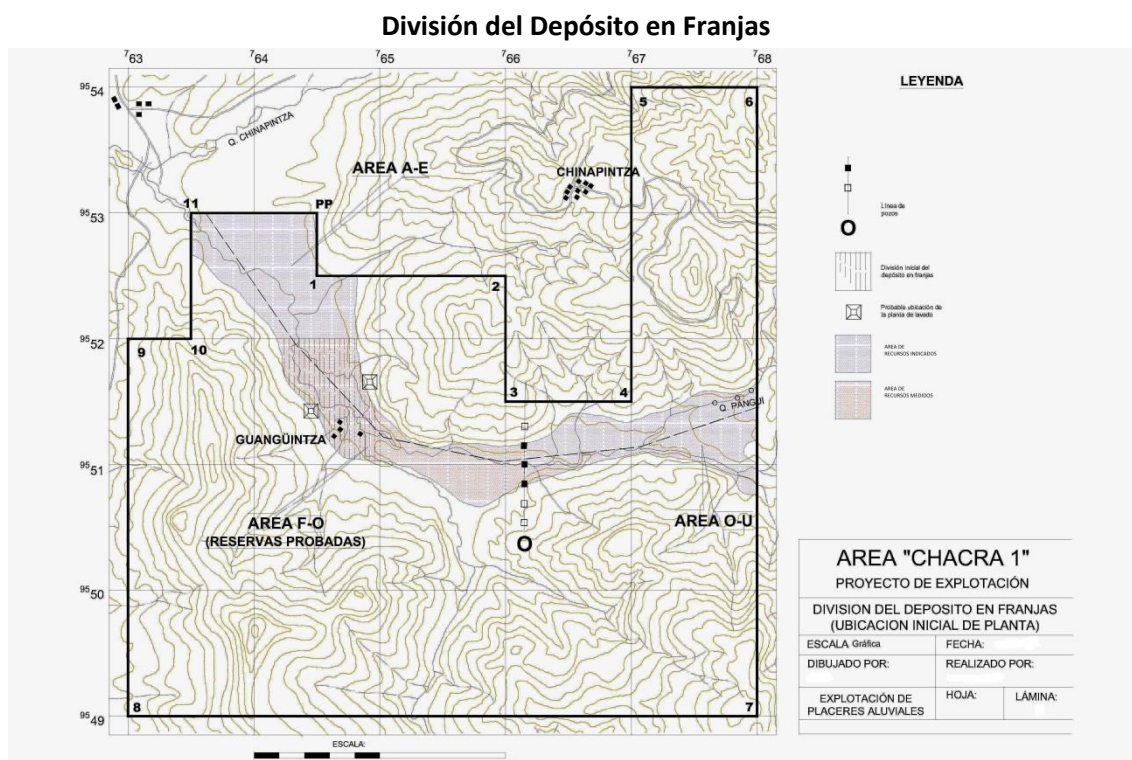 División del Depósito en Franjas
763 764 765 766 767 768
9554
9553
9552
9551
9550
9549
Q. CHINAPINTZA
AREA A-E
CHINAPINTZA
5 6
11 PP
1 2
9 10
3 4
Q. PANGUI
GUANGÜINTZA
AREA F-O
(RESERVAS PROBADAS)
O
AREA O-U
8 7
ESCALA:
LEYENDA
Línea de
pozos
O
División inicial del
depósito en franjas
Probable ubicación de
la planta de lavado
AREA DE
RECURSOS INDICADOS
AREA DE
RECURSOS MEDIDOS
AREA "CHACRA 1"
PROYECTO DE EXPLOTACIÓN
DIVISION DEL DEPOSITO EN FRANJAS
(UBICACION INICIAL DE PLANTA)
ESCALA Gráfica FECHA:
DIBUJADO POR: REALIZADO POR:
EXPLOTACIÓN DE
PLACERES ALUVIALES
HOJA: LÁMINA: